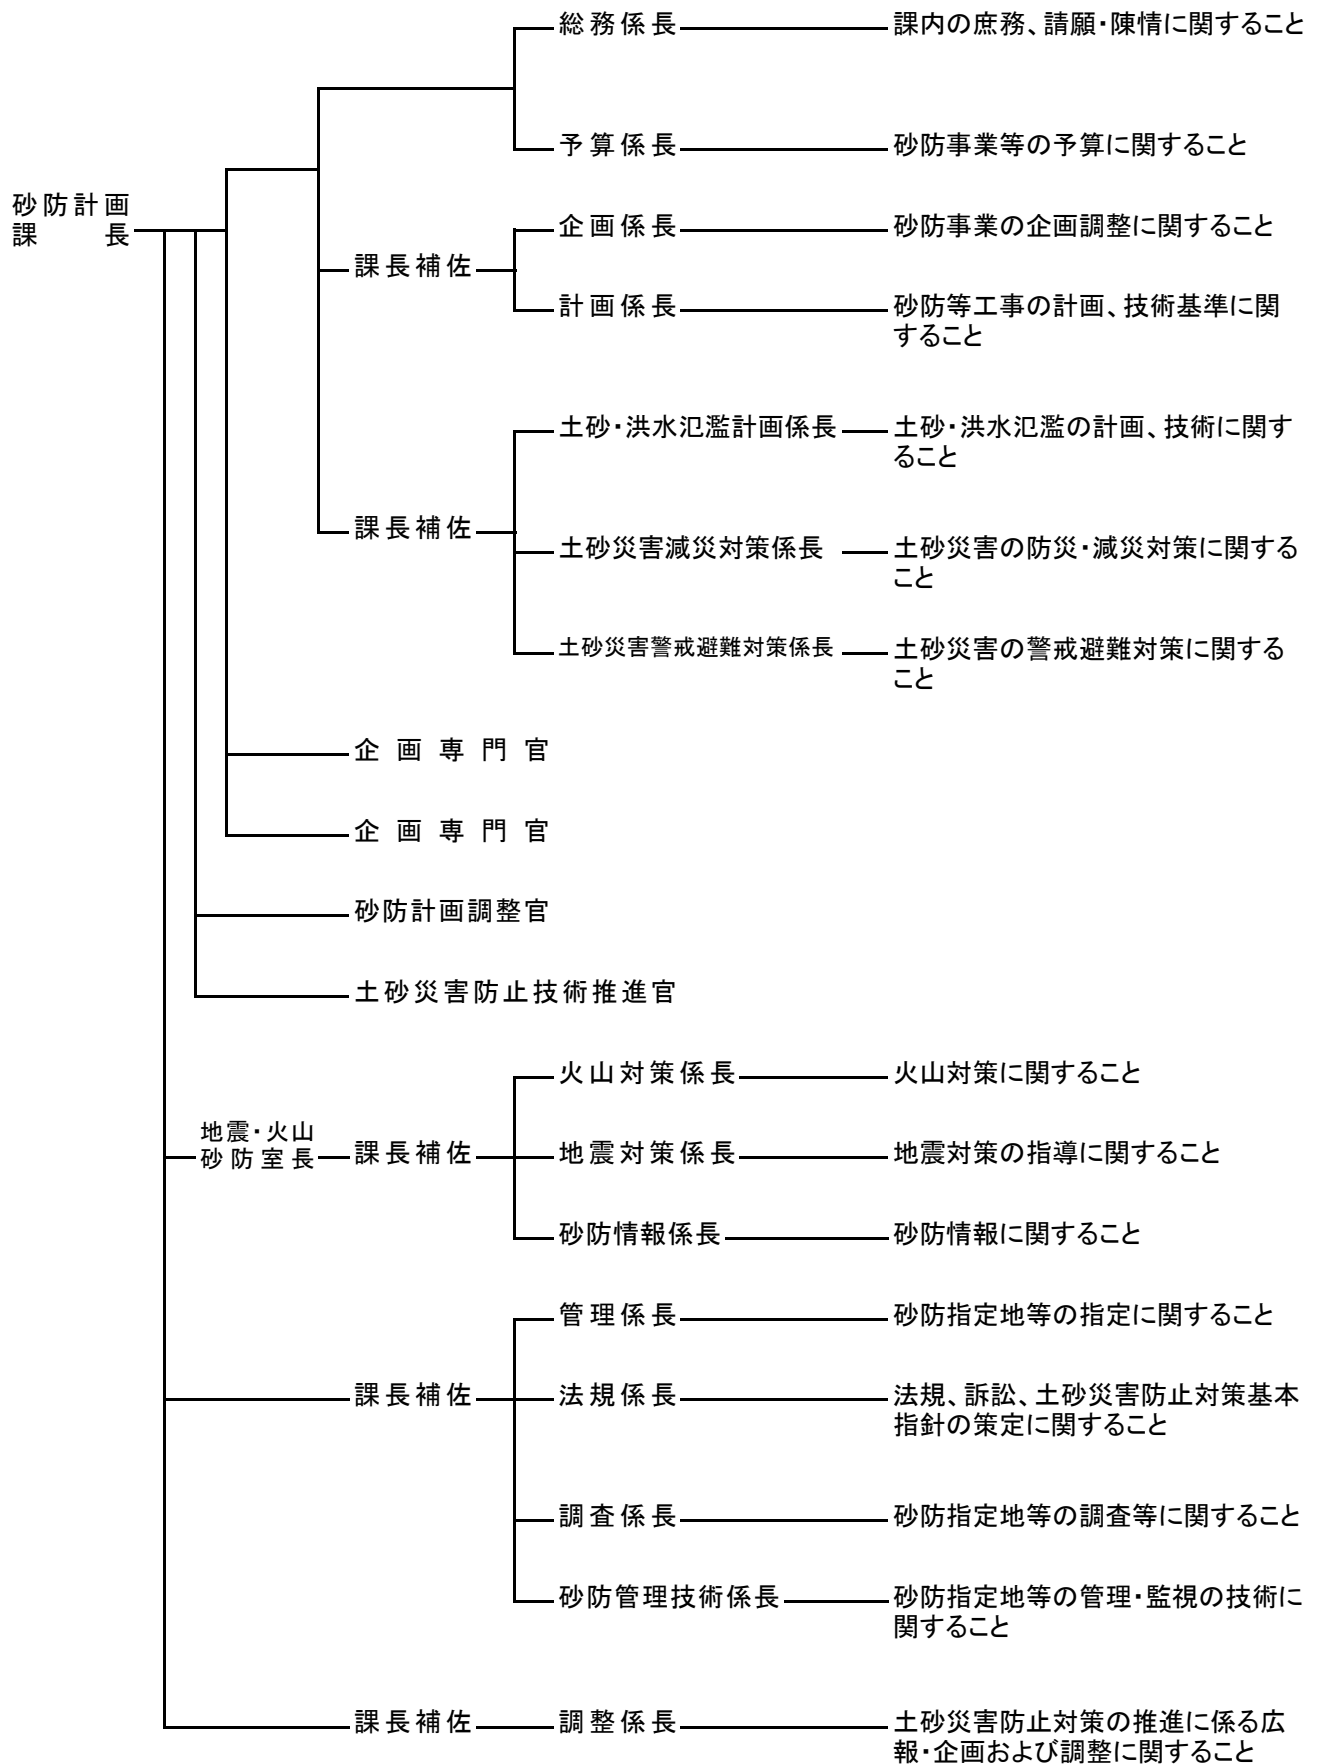 総務係長 課内の庶務、請願・陳情に関すること
予算係長 砂防事業等の予算に関すること
砂防計画
課長
企画係長 砂防事業の企画調整に関すること
課長補佐
計画係長 砂防等工事の計画、技術基準に関
すること
土砂・洪水氾濫計画係長 土砂・洪水氾濫の計画、技術に関す
ること
課長補佐
土砂災害減災対策係長 土砂災害の防災・減災対策に関する
こと
土砂災害警戒避難対策係長 土砂災害の警戒避難対策に関する
こと
企画専門官
企画専門官
砂防計画調整官
土砂災害防止技術推進官
火山対策係長 火山対策に関すること
地震・火山
砂防室長 課長補佐 地震対策係長 地震対策の指導に関すること
砂防情報係長 砂防情報に関すること
管理係長 砂防指定地等の指定に関すること
課長補佐 法規係長 法規、訴訟、土砂災害防止対策基本
指針の策定に関すること
調査係長 砂防指定地等の調査等に関すること
砂防管理技術係長 砂防指定地等の管理・監視の技術に
関すること
課長補佐 調整係長 土砂災害防止対策の推進に係る広
報・企画および調整に関すること